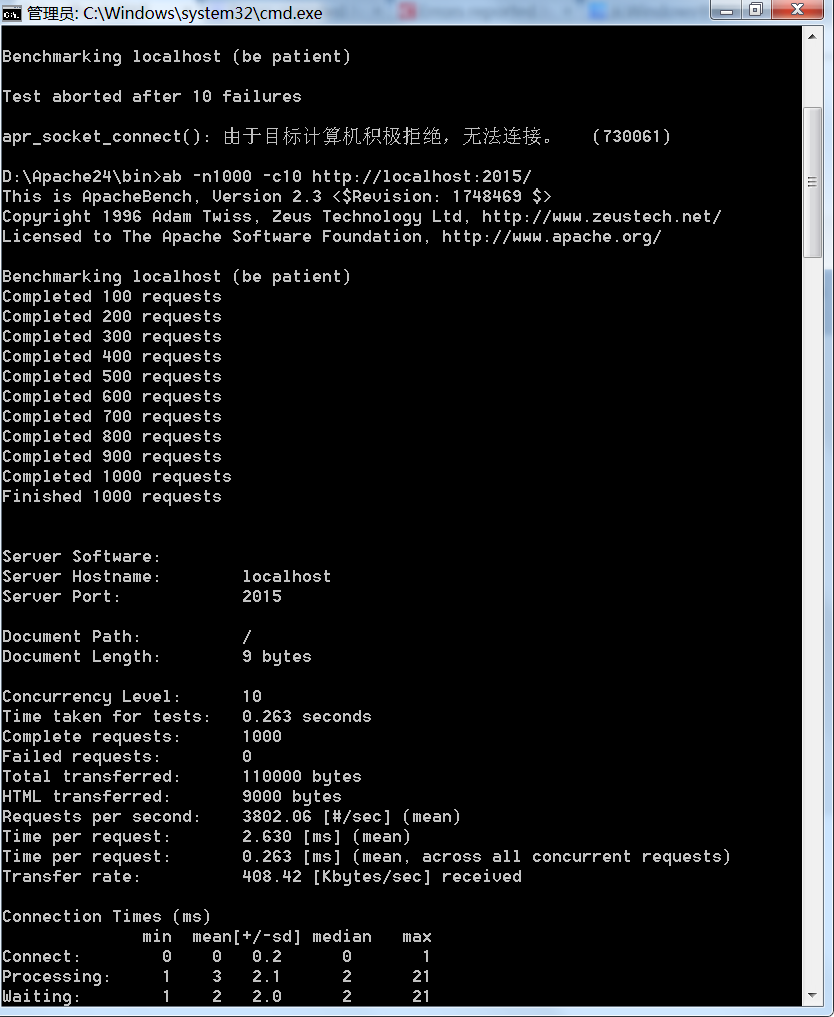 管理员: C:\Windows\system32\cmd.exe
Benchmarking localhost (be patient)
Test aborted after 10 failures
apr_socket_connect(): 由于目标计算机积极拒绝，无法连接。   (730061)
D:\Apache24\bin>ab -n1000 -c10 http://localhost:2015/
This is ApacheBench, Version 2.3 <$Revision: 1748469 $>
Copyright 1996 Adam Twiss, Zeus Technology Ltd, http://www.zeustech.net/
Licensed to The Apache Software Foundation, http://www.apache.org/
Benchmarking localhost (be patient)
Completed 100 requests
Completed 200 requests
Completed 300 requests
Completed 400 requests
Completed 500 requests
Completed 600 requests
Completed 700 requests
Completed 800 requests
Completed 900 requests
Completed 1000 requests
Finished 1000 requests
Server Software:
Server Hostname:        localhost
Server Port:            2015
Document Path:          /
Document Length:        9 bytes
Concurrency Level:      10
Time taken for tests:   0.263 seconds
Complete requests:      1000
Failed requests:        0
Total transferred:      110000 bytes
HTML transferred:       9000 bytes
Requests per second:    3802.06 [#/sec] (mean)
Time per request:       2.630 [ms] (mean)
Time per request:       0.263 [ms] (mean, across all concurrent requests)
Transfer rate:          408.42 [Kbytes/sec] received
Connection Times (ms)
              min  mean[+/-sd] median   max
Connect:        0    0   0.2      0       1
Processing:     1    3   2.1      2      21
Waiting:        1    2   2.0      2      21